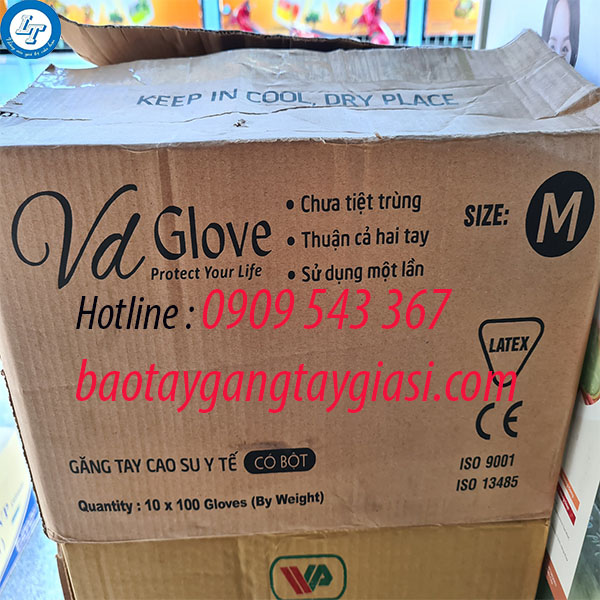 LT
KEEP IN COOL, DRY PLACE
Vd Glove
Protect Your Life
• Chưa tiệt trùng
• Thuận cả hai tay
• Sử dụng một lần
SIZE: M
Hotline : 0909 543 367
baotaygangtaygiasi.com
LATEX
CE
GĂNG TAY CAO SU Y TẾ CÓ BỘT
ISO 9001
ISO 13485
Quantity : 10 x 100 Gloves (By Weight)